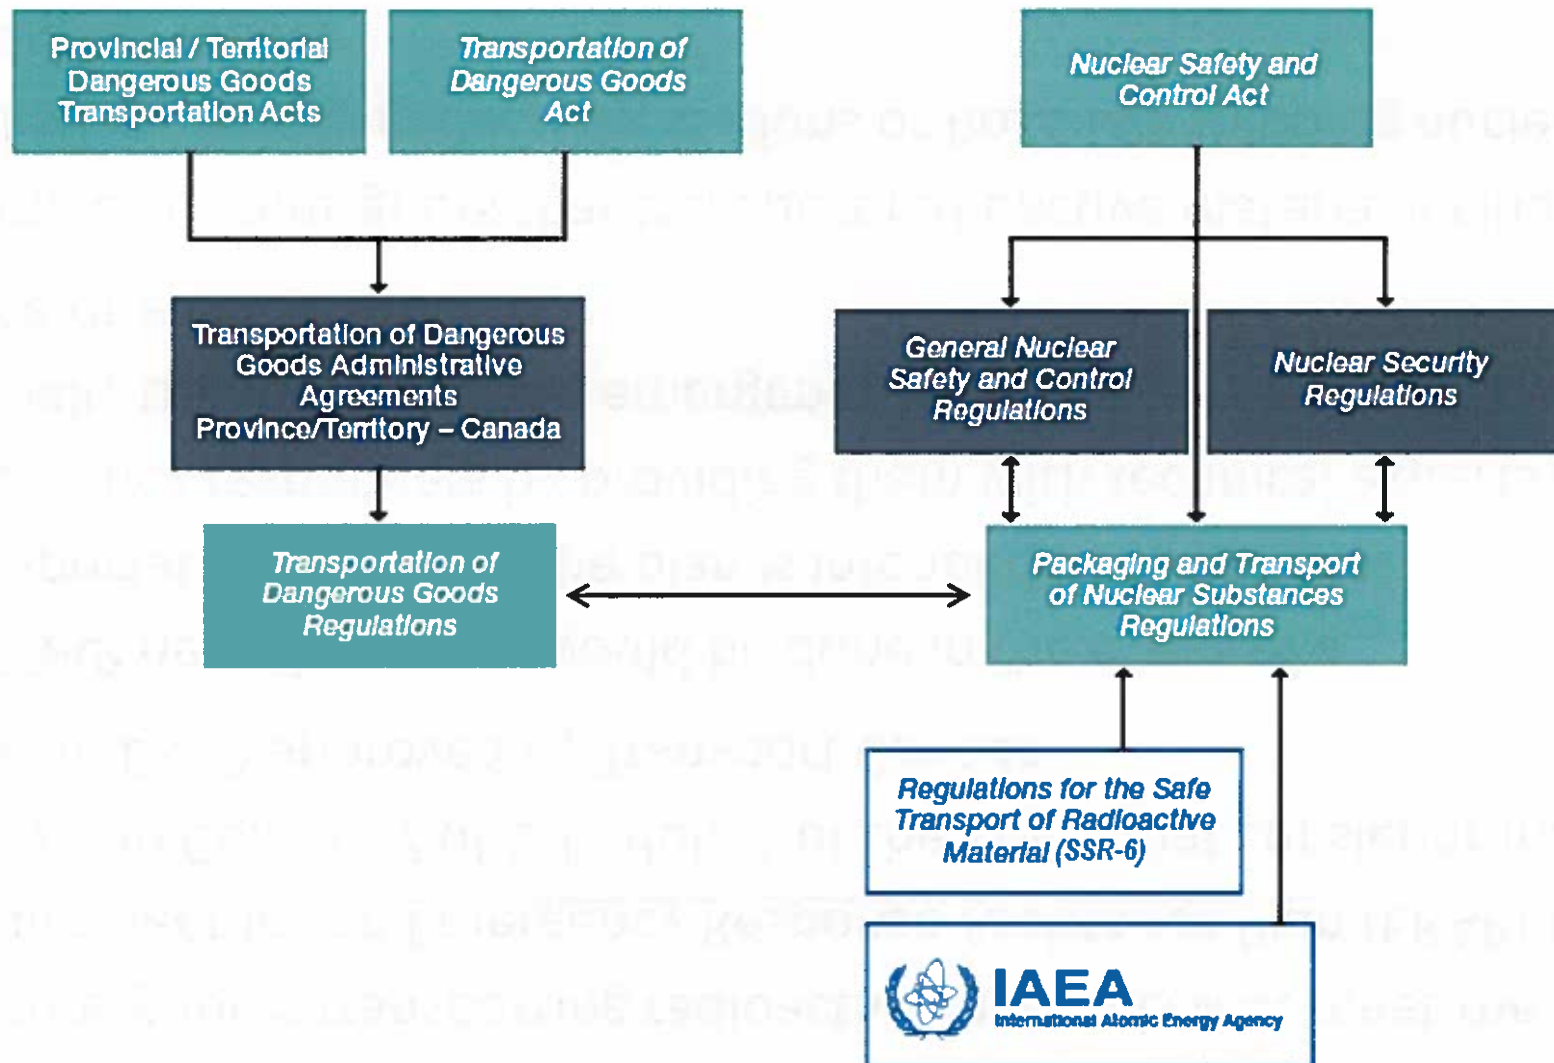 Provincial / Territorial
Dangerous Goods
Transportation Acts
Transportation of
Dangerous Goods
Act
Nuclear Safety and
Control Act
Transportation of Dangerous
Goods Administrative
Agreements
Province/Territory – Canada
General Nuclear
Safety and Control
Regulations
Nuclear Security
Regulations
Transportation of
Dangerous Goods
Regulations
Packaging and Transport
of Nuclear Substances
Regulations
Regulations for the Safe
Transport of Radioactive
Material (SSR-6)
IAEA
International Atomic Energy Agency